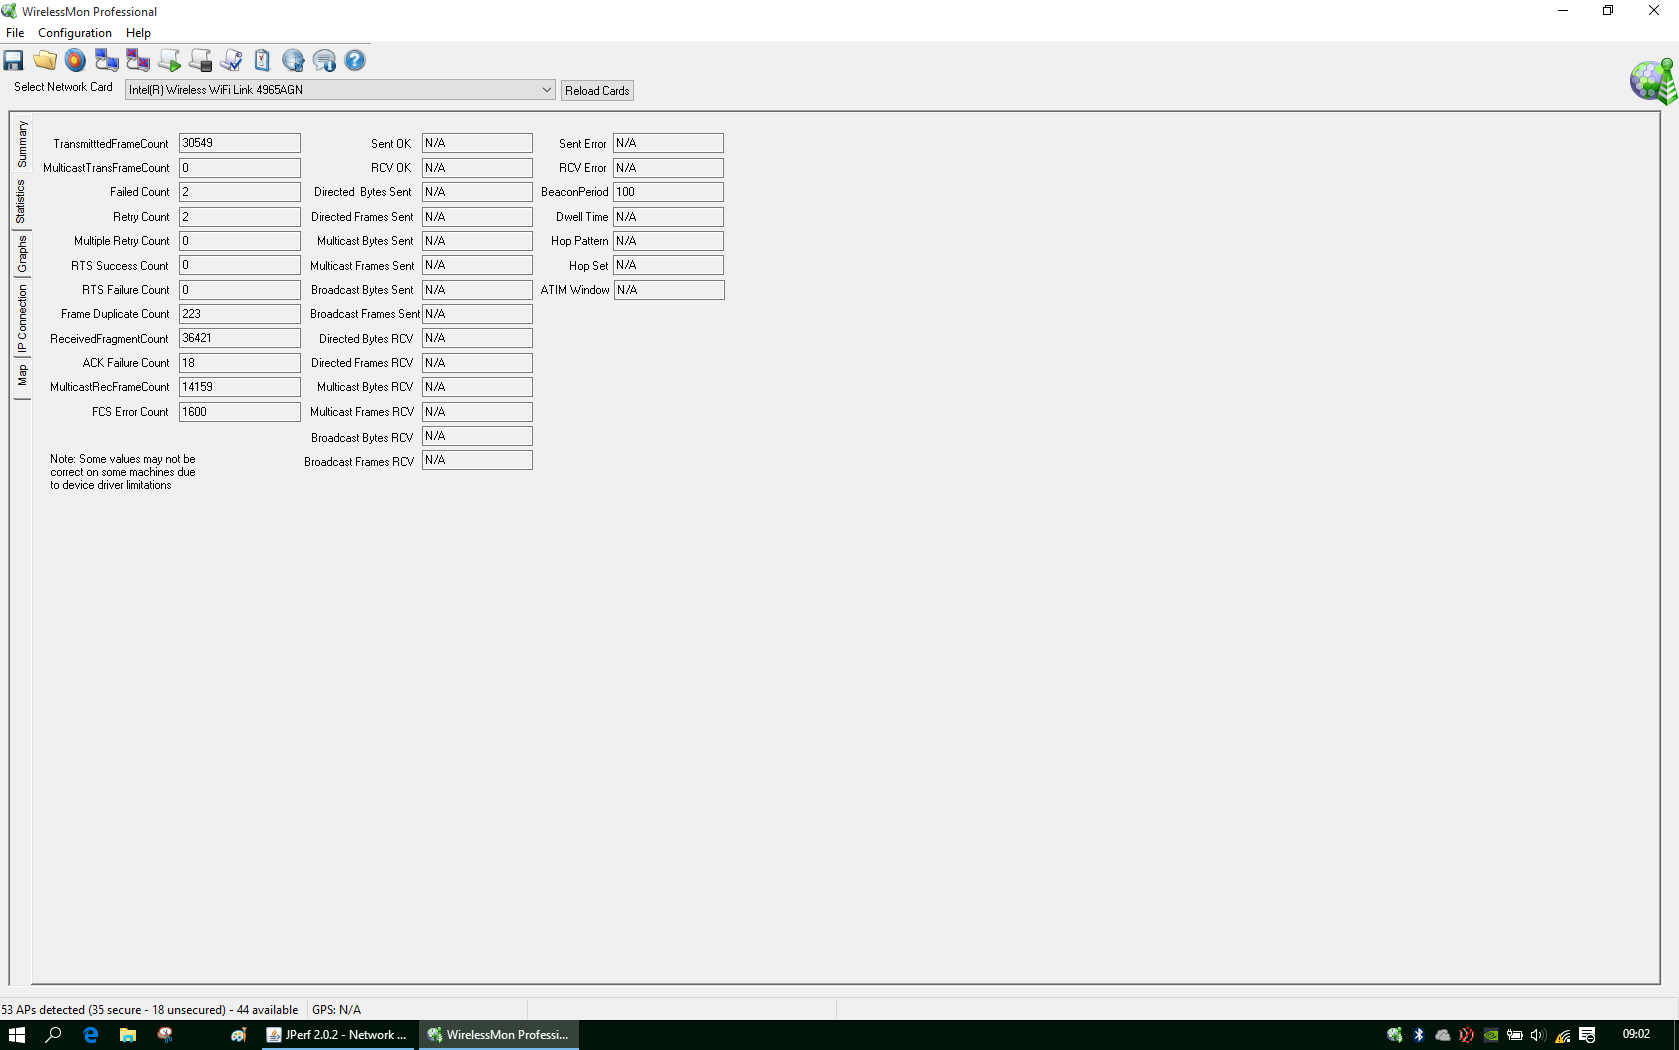 WirelessMon Professional
File Configuration Help
Select Network Card Intel(R) Wireless WiFi Link 4965AGN Reload Cards
Summary
Statistics
Graphs
IP Connection
Map
TransmitttedFrameCount 30549
MulticastTransFrameCount 0
Failed Count 2
Retry Count 2
Multiple Retry Count 0
RTS Success Count 0
RTS Failure Count 0
Frame Duplicate Count 223
ReceivedFragmentCount 36421
ACK Failure Count 18
MulticastRecFrameCount 14159
FCS Error Count 1600
Note: Some values may not be
correct on some machines due
to device driver limitations
Sent OK N/A
RCV OK N/A
Directed Bytes Sent N/A
Directed Frames Sent N/A
Multicast Bytes Sent N/A
Multicast Frames Sent N/A
Broadcast Bytes Sent N/A
Broadcast Frames Sent N/A
Directed Bytes RCV N/A
Directed Frames RCV N/A
Multicast Bytes RCV N/A
Multicast Frames RCV N/A
Broadcast Bytes RCV N/A
Broadcast Frames RCV N/A
Sent Error N/A
RCV Error N/A
BeaconPeriod 100
Dwell Time N/A
Hop Pattern N/A
Hop Set N/A
ATIM Window N/A
53 APs detected (35 secure - 18 unsecured) - 44 available GPS: N/A
JPerf 2.0.2 - Network ... WirelessMon Professi... 09:02